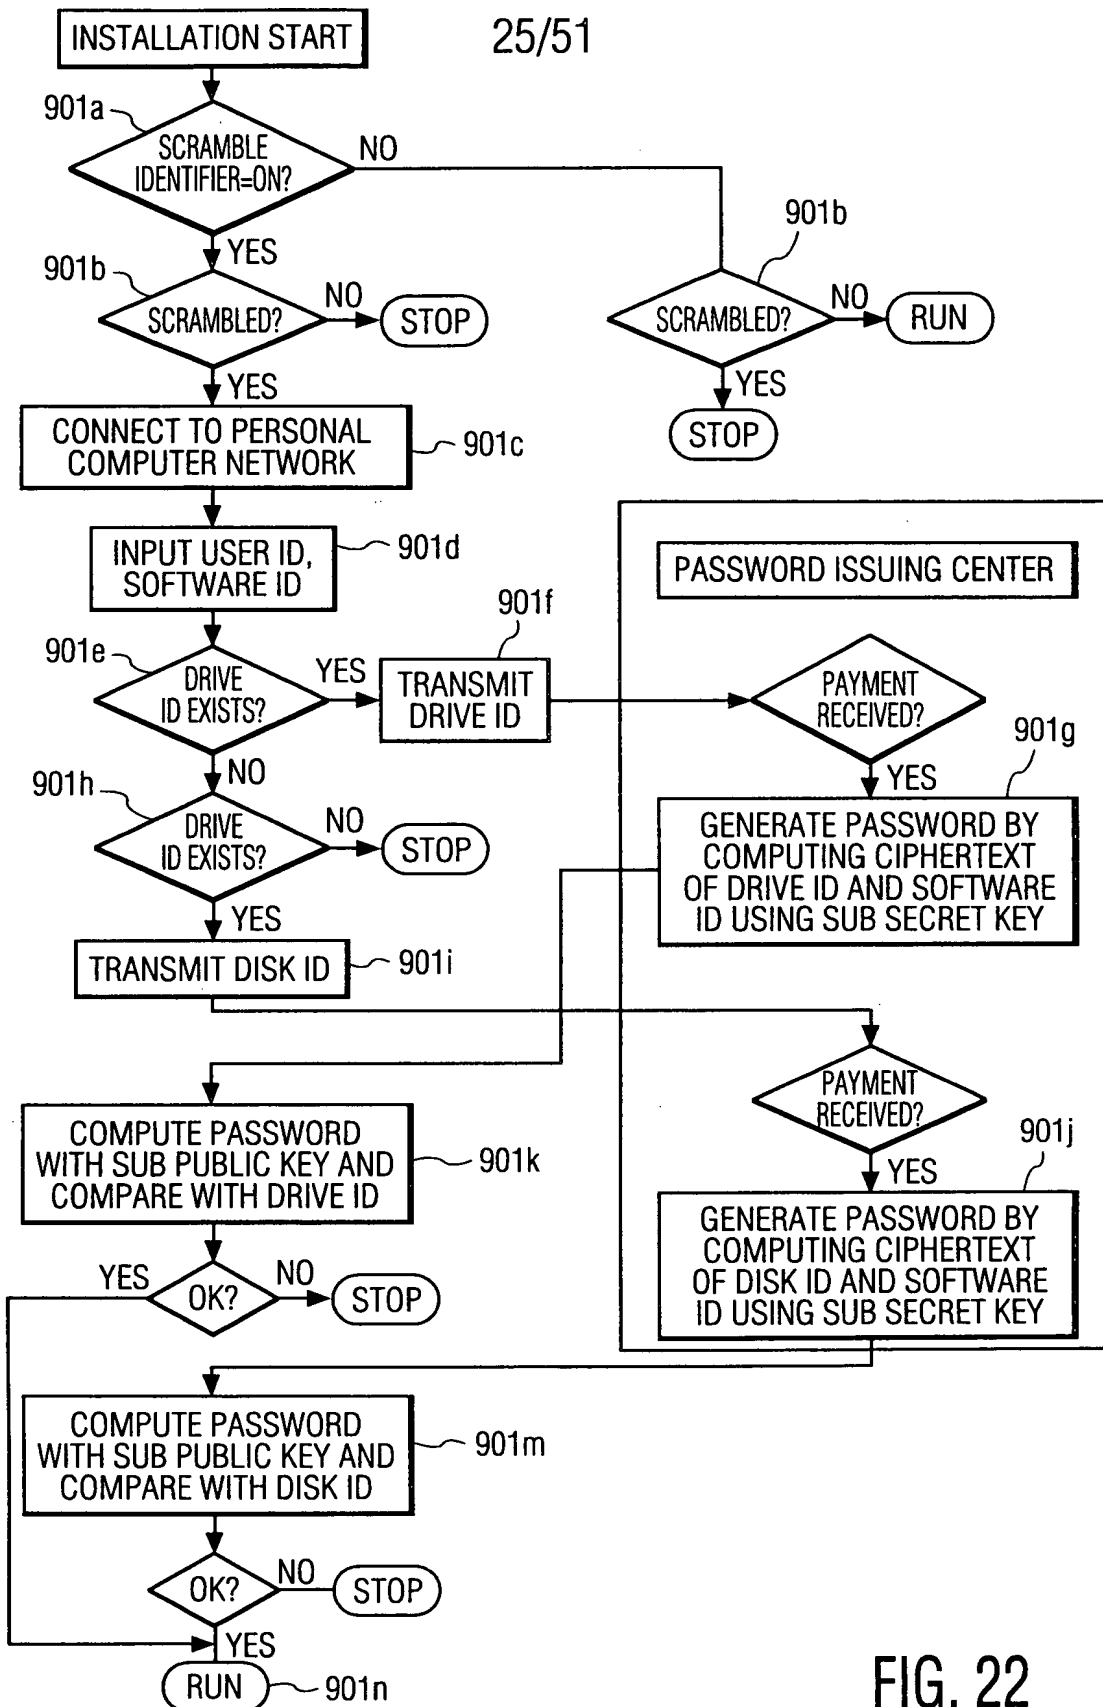 INSTALLATION START
25/51
901a
SCRAMBLE
IDENTIFIER=ON?
NO
YES
901b
SCRAMBLED?
NO
STOP
YES
901b
SCRAMBLED?
NO
RUN
YES
STOP
CONNECT TO PERSONAL
COMPUTER NETWORK
901c
INPUT USER ID,
SOFTWARE ID
901d
901e
DRIVE
ID EXISTS?
YES
901f
TRANSMIT
DRIVE ID
NO
PASSWORD ISSUING CENTER
PAYMENT
RECEIVED?
YES
901g
GENERATE PASSWORD BY
COMPUTING CIPHERTEXT
OF DRIVE ID AND SOFTWARE
ID USING SUB SECRET KEY
901h
DRIVE
ID EXISTS?
NO
STOP
YES
TRANSMIT DISK ID
901i
PAYMENT
RECEIVED?
YES
901j
GENERATE PASSWORD BY
COMPUTING CIPHERTEXT
OF DISK ID AND SOFTWARE
ID USING SUB SECRET KEY
COMPUTE PASSWORD
WITH SUB PUBLIC KEY AND
COMPARE WITH DRIVE ID
901k
YES
OK?
NO
STOP
COMPUTE PASSWORD
WITH SUB PUBLIC KEY AND
COMPARE WITH DISK ID
901m
OK?
NO
STOP
YES
RUN
901n
FIG. 22